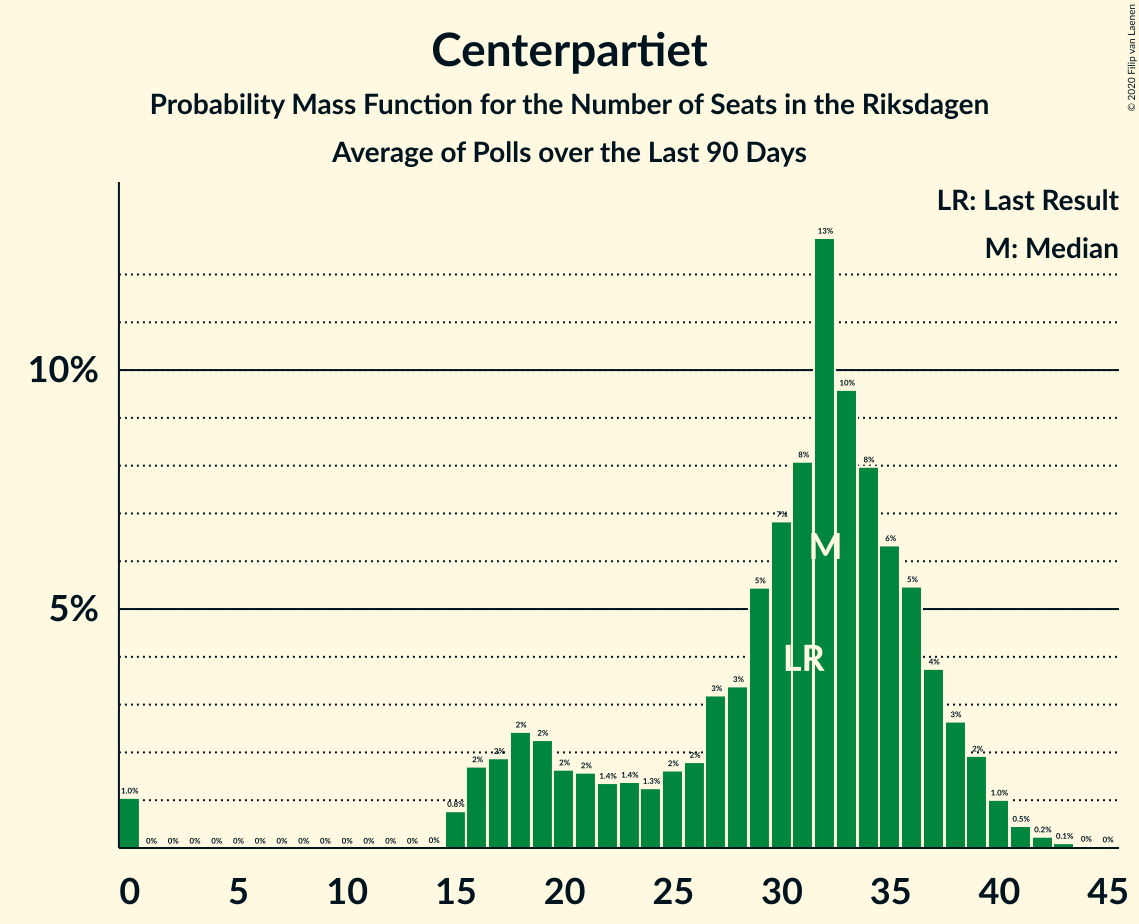 Centerpartiet
Probability Mass Function for the Number of Seats in the Riksdagen
Average of Polls over the Last 90 Days
© 2020 Filip van Laenen
LR: Last Result
M: Median
10%
5%
1.0% 0% 0% 0% 0% 0% 0% 0% 0% 0% 0% 0% 0% 0% 0% 0.8% 2% 2% 2% 2% 2% 2% 1.4% 1.4% 1.3% 2% 2% 3% 3% 5% 7% 8% 13% 10% 8% 6% 5% 4% 3% 2% 1.0% 0.5% 0.2% 0.1% 0% 0%
M
LR
0 5 10 15 20 25 30 35 40 45